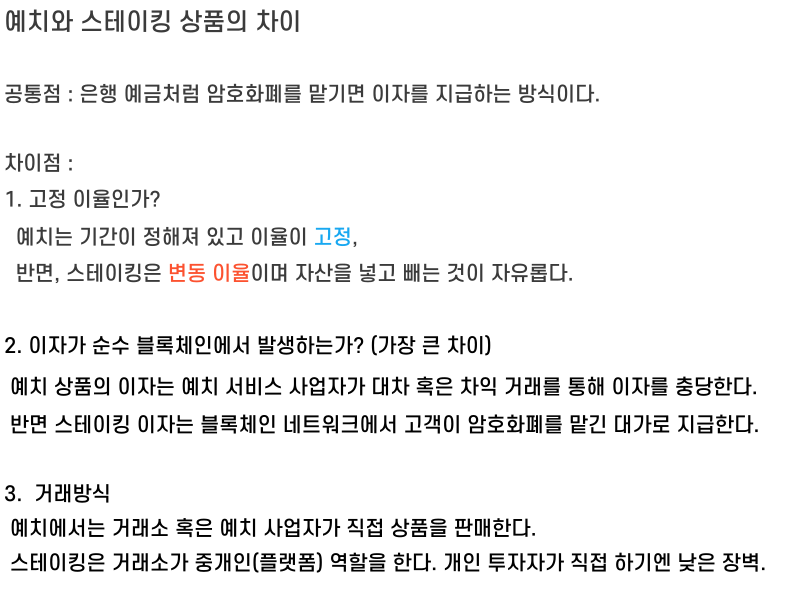 예치와 스테이킹 상품의 차이
공통점 : 은행 예금처럼 암호화폐를 맡기면 이자를 지급하는 방식이다.
차이점 :
1. 고정 이율인가?
예치는 기간이 정해져 있고 이율이 고정,
반면, 스테이킹은 변동 이율이며 자산을 넣고 빼는 것이 자유롭다.
2. 이자가 순수 블록체인에서 발생하는가? (가장 큰 차이)
예치 상품의 이자는 예치 서비스 사업자가 대차 혹은 차익 거래를 통해 이자를 충당한다.
반면 스테이킹 이자는 블록체인 네트워크에서 고객이 암호화폐를 맡긴 대가로 지급한다.
3. 거래방식
예치에서는 거래소 혹은 예치 사업자가 직접 상품을 판매한다.
스테이킹은 거래소가 중개인(플랫폼) 역할을 한다. 개인 투자자가 직접 하기엔 낮은 장벽.